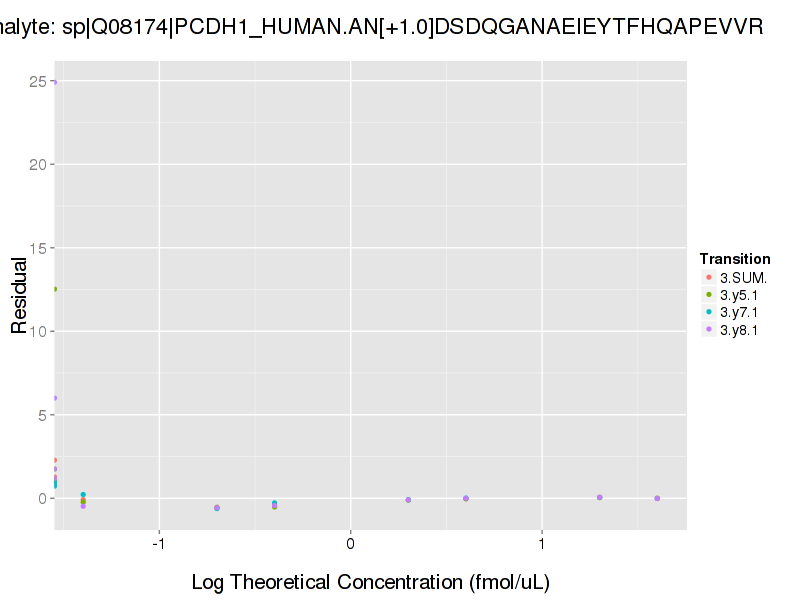 nalyte: sp|Q08174|PCDH1_HUMAN.AN[+1.0]DSDQGANAEIEYTFHQAPEVVR
25
20
15
10
5
0
Residual
-1
0
1
Log Theoretical Concentration (fmol/uL)
Transition
3.SUM.
3.y5.1
3.y7.1
3.y8.1